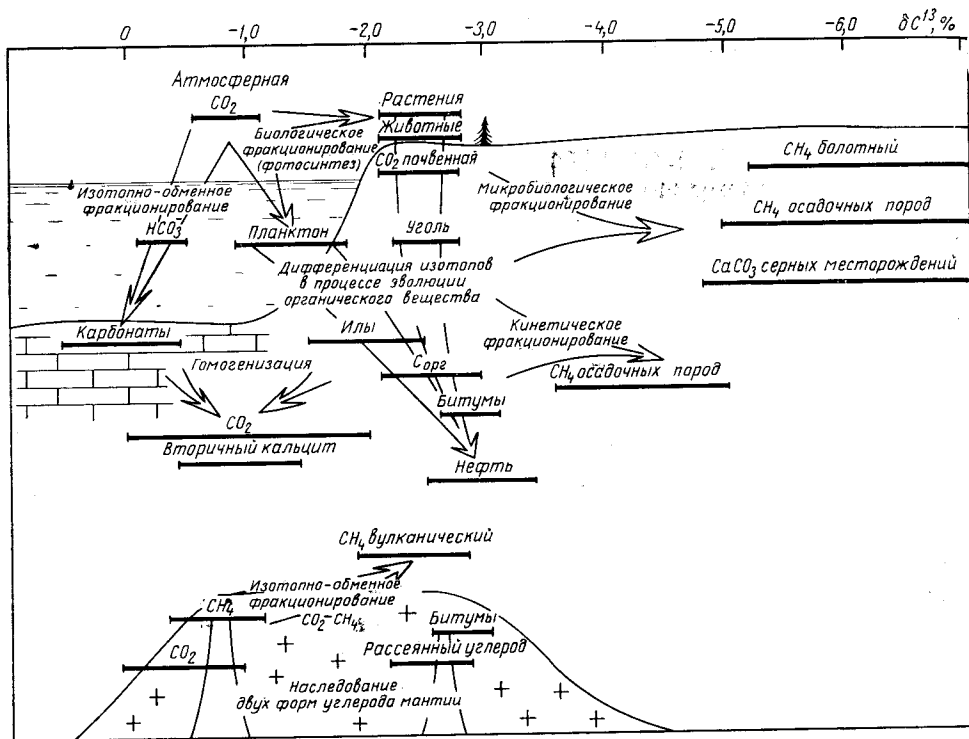 0 -1,0 -2,0 -3,0 -4,0 -5,0 -6,0 δC¹³,%
Атмосферная
CO₂
Растения
Животные
CO₂ почвенная
Биологическое
фракционирование
(фотосинтез)
CH₄ болотный
Изотопно-обменное
фракционирование
HCO₃'
Планктон
Уголь
Микробиологическое
фракционирование
CH₄ осадочных пород
Дифференциация изотопов
в процессе эволюции
органического вещества
CaCO₃ серных месторождений
Карбонаты
Илы
Кинетическое
фракционирование
Гомогенизация
Cорг
CH₄ осадочных пород
Битумы
CO₂
Вторичный кальцит
Нефть
CH₄ вулканический
Изотопно-обменное
фракционирование
CO₂-CH₄
CH₄
Битумы
CO₂
Рассеянный углерод
Наследование
двух форм углерода мантии